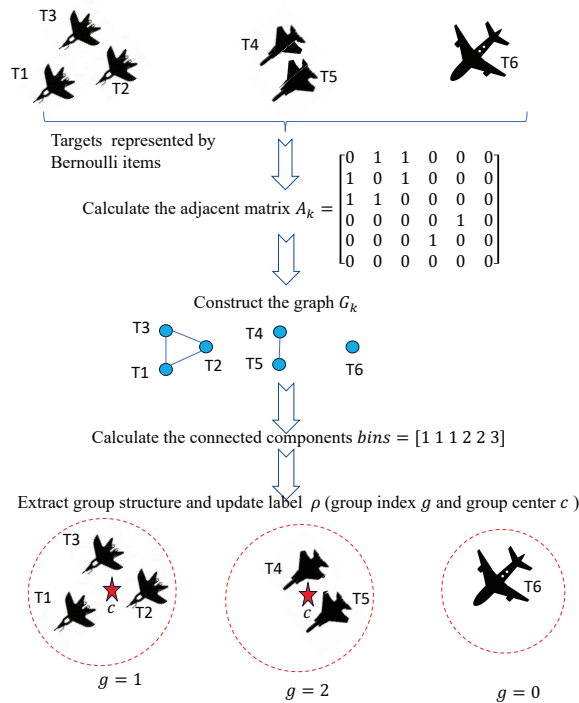 T3
T4
T6
T1
T2
T5
Targets represented by
Bernoulli items
Calculate the adjacent matrix A_k =
0 1 1 0 0 0
1 0 1 0 0 0
1 1 0 0 0 0
0 0 0 0 1 0
0 0 0 1 0 0
0 0 0 0 0 0
Construct the graph G_k
T3
T4
T2
T1
T5
T6
Calculate the connected components bins = [1 1 1 2 2 3]
Extract group structure and update label ρ (group index g and group center c )
T3
T4
T6
T1
T2
c
T5
c
g = 1
g = 2
g = 0